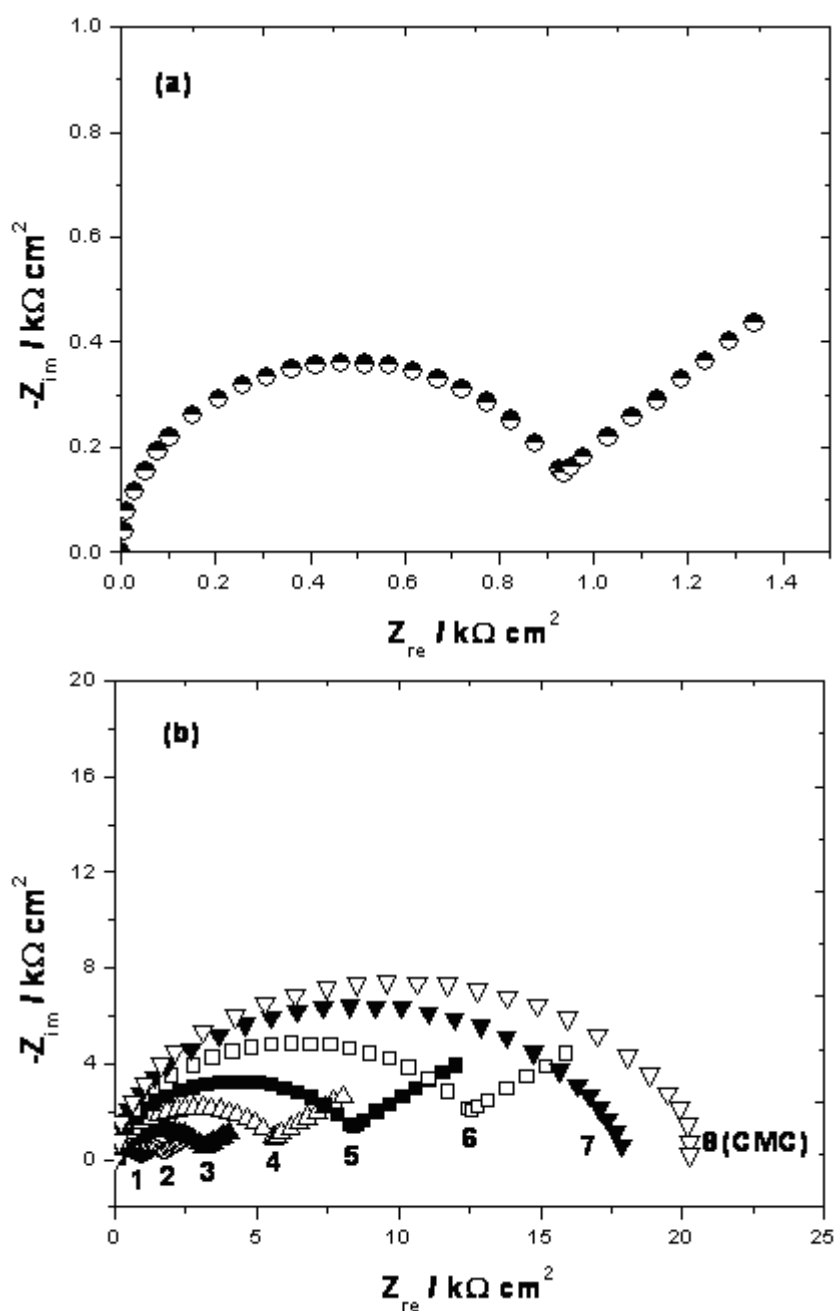 (a)
1.0
0.8
0.6
0.4
0.2
0.0
-Z_im / kΩ cm²
0.0 0.2 0.4 0.6 0.8 1.0 1.2 1.4
Z_re / kΩ cm²
(b)
20
16
12
8
4
0
-Z_im / kΩ cm²
1 2 3 4 5 6 7 8(CMC)
0 5 10 15 20 25
Z_re / kΩ cm²